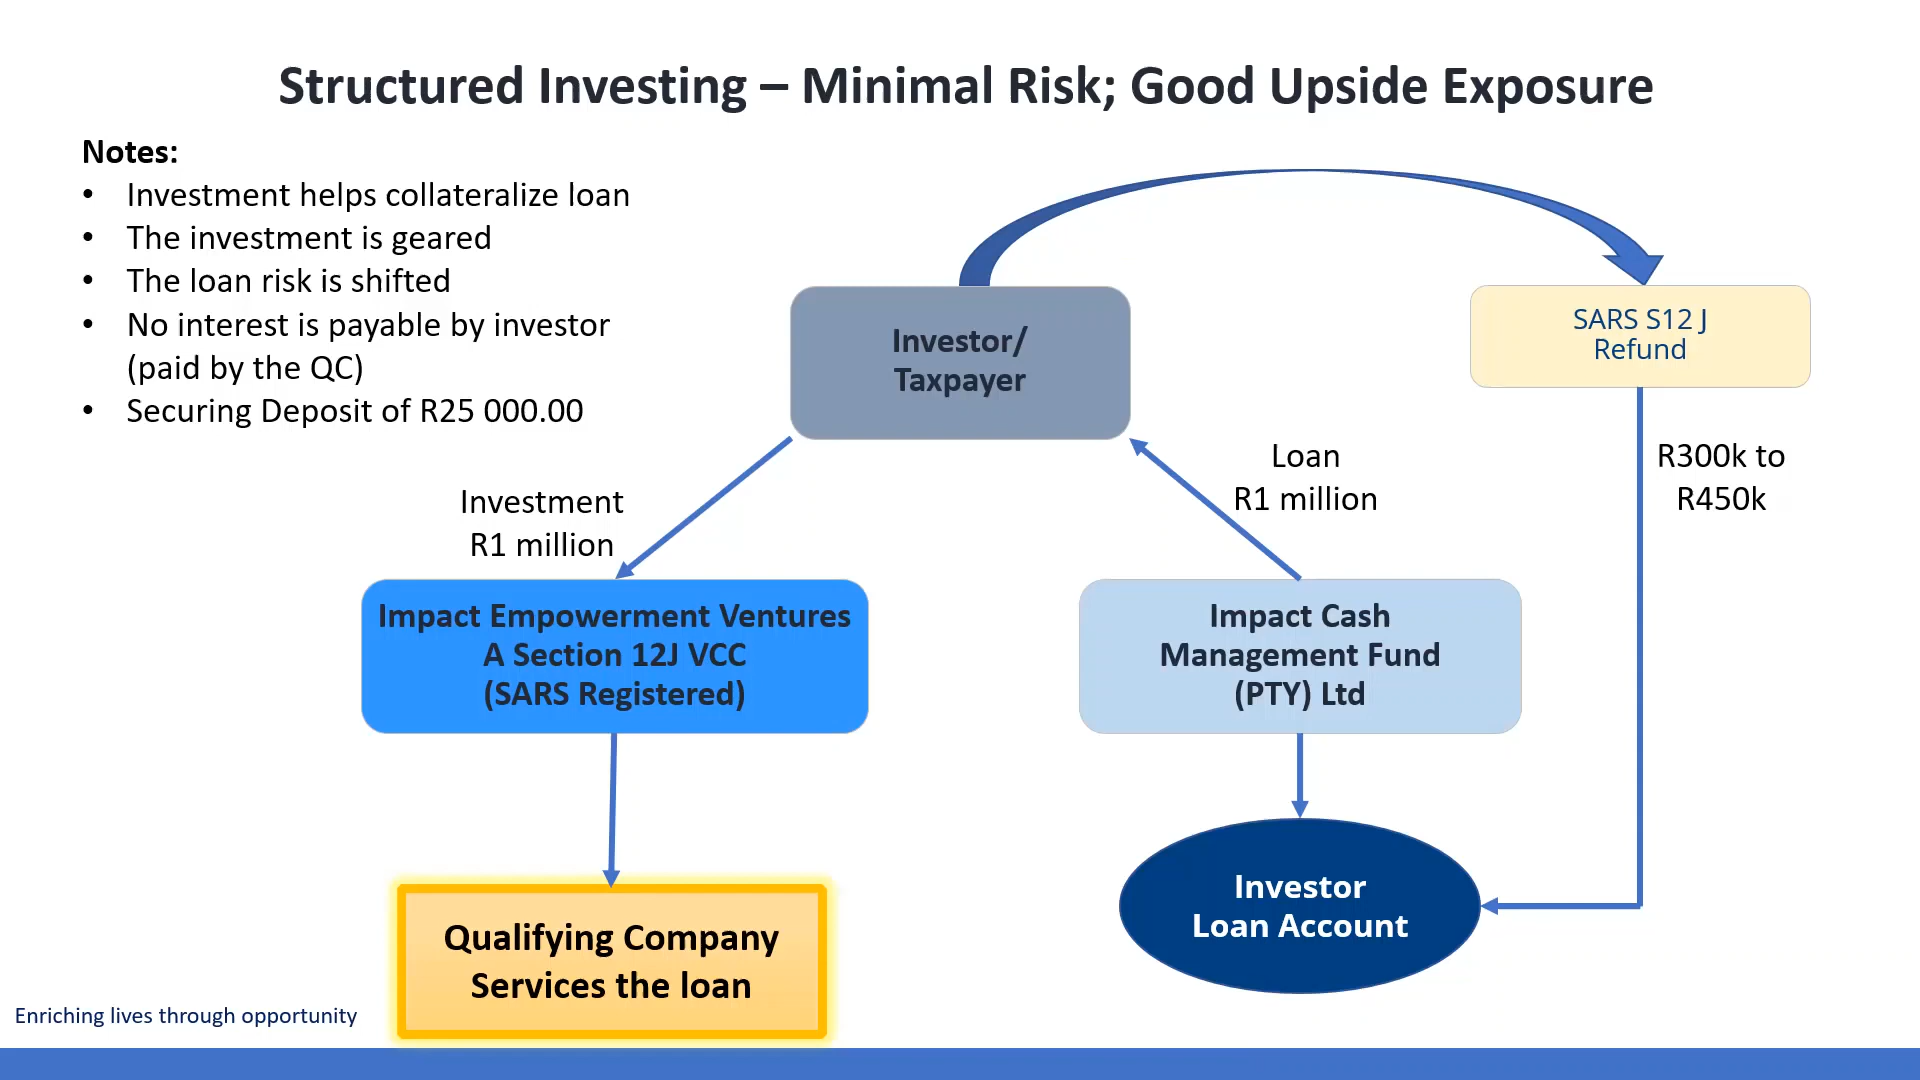 Structured Investing – Minimal Risk; Good Upside Exposure
Notes:
• Investment helps collateralize loan
• The investment is geared
• The loan risk is shifted
• No interest is payable by investor
(paid by the QC)
• Securing Deposit of R25 000.00
Investor/
Taxpayer
SARS S12 J
Refund
Investment
R1 million
Loan
R1 million
R300k to
R450k
Impact Empowerment Ventures
A Section 12J VCC
(SARS Registered)
Impact Cash
Management Fund
(PTY) Ltd
Qualifying Company
Services the loan
Investor
Loan Account
Enriching lives through opportunity